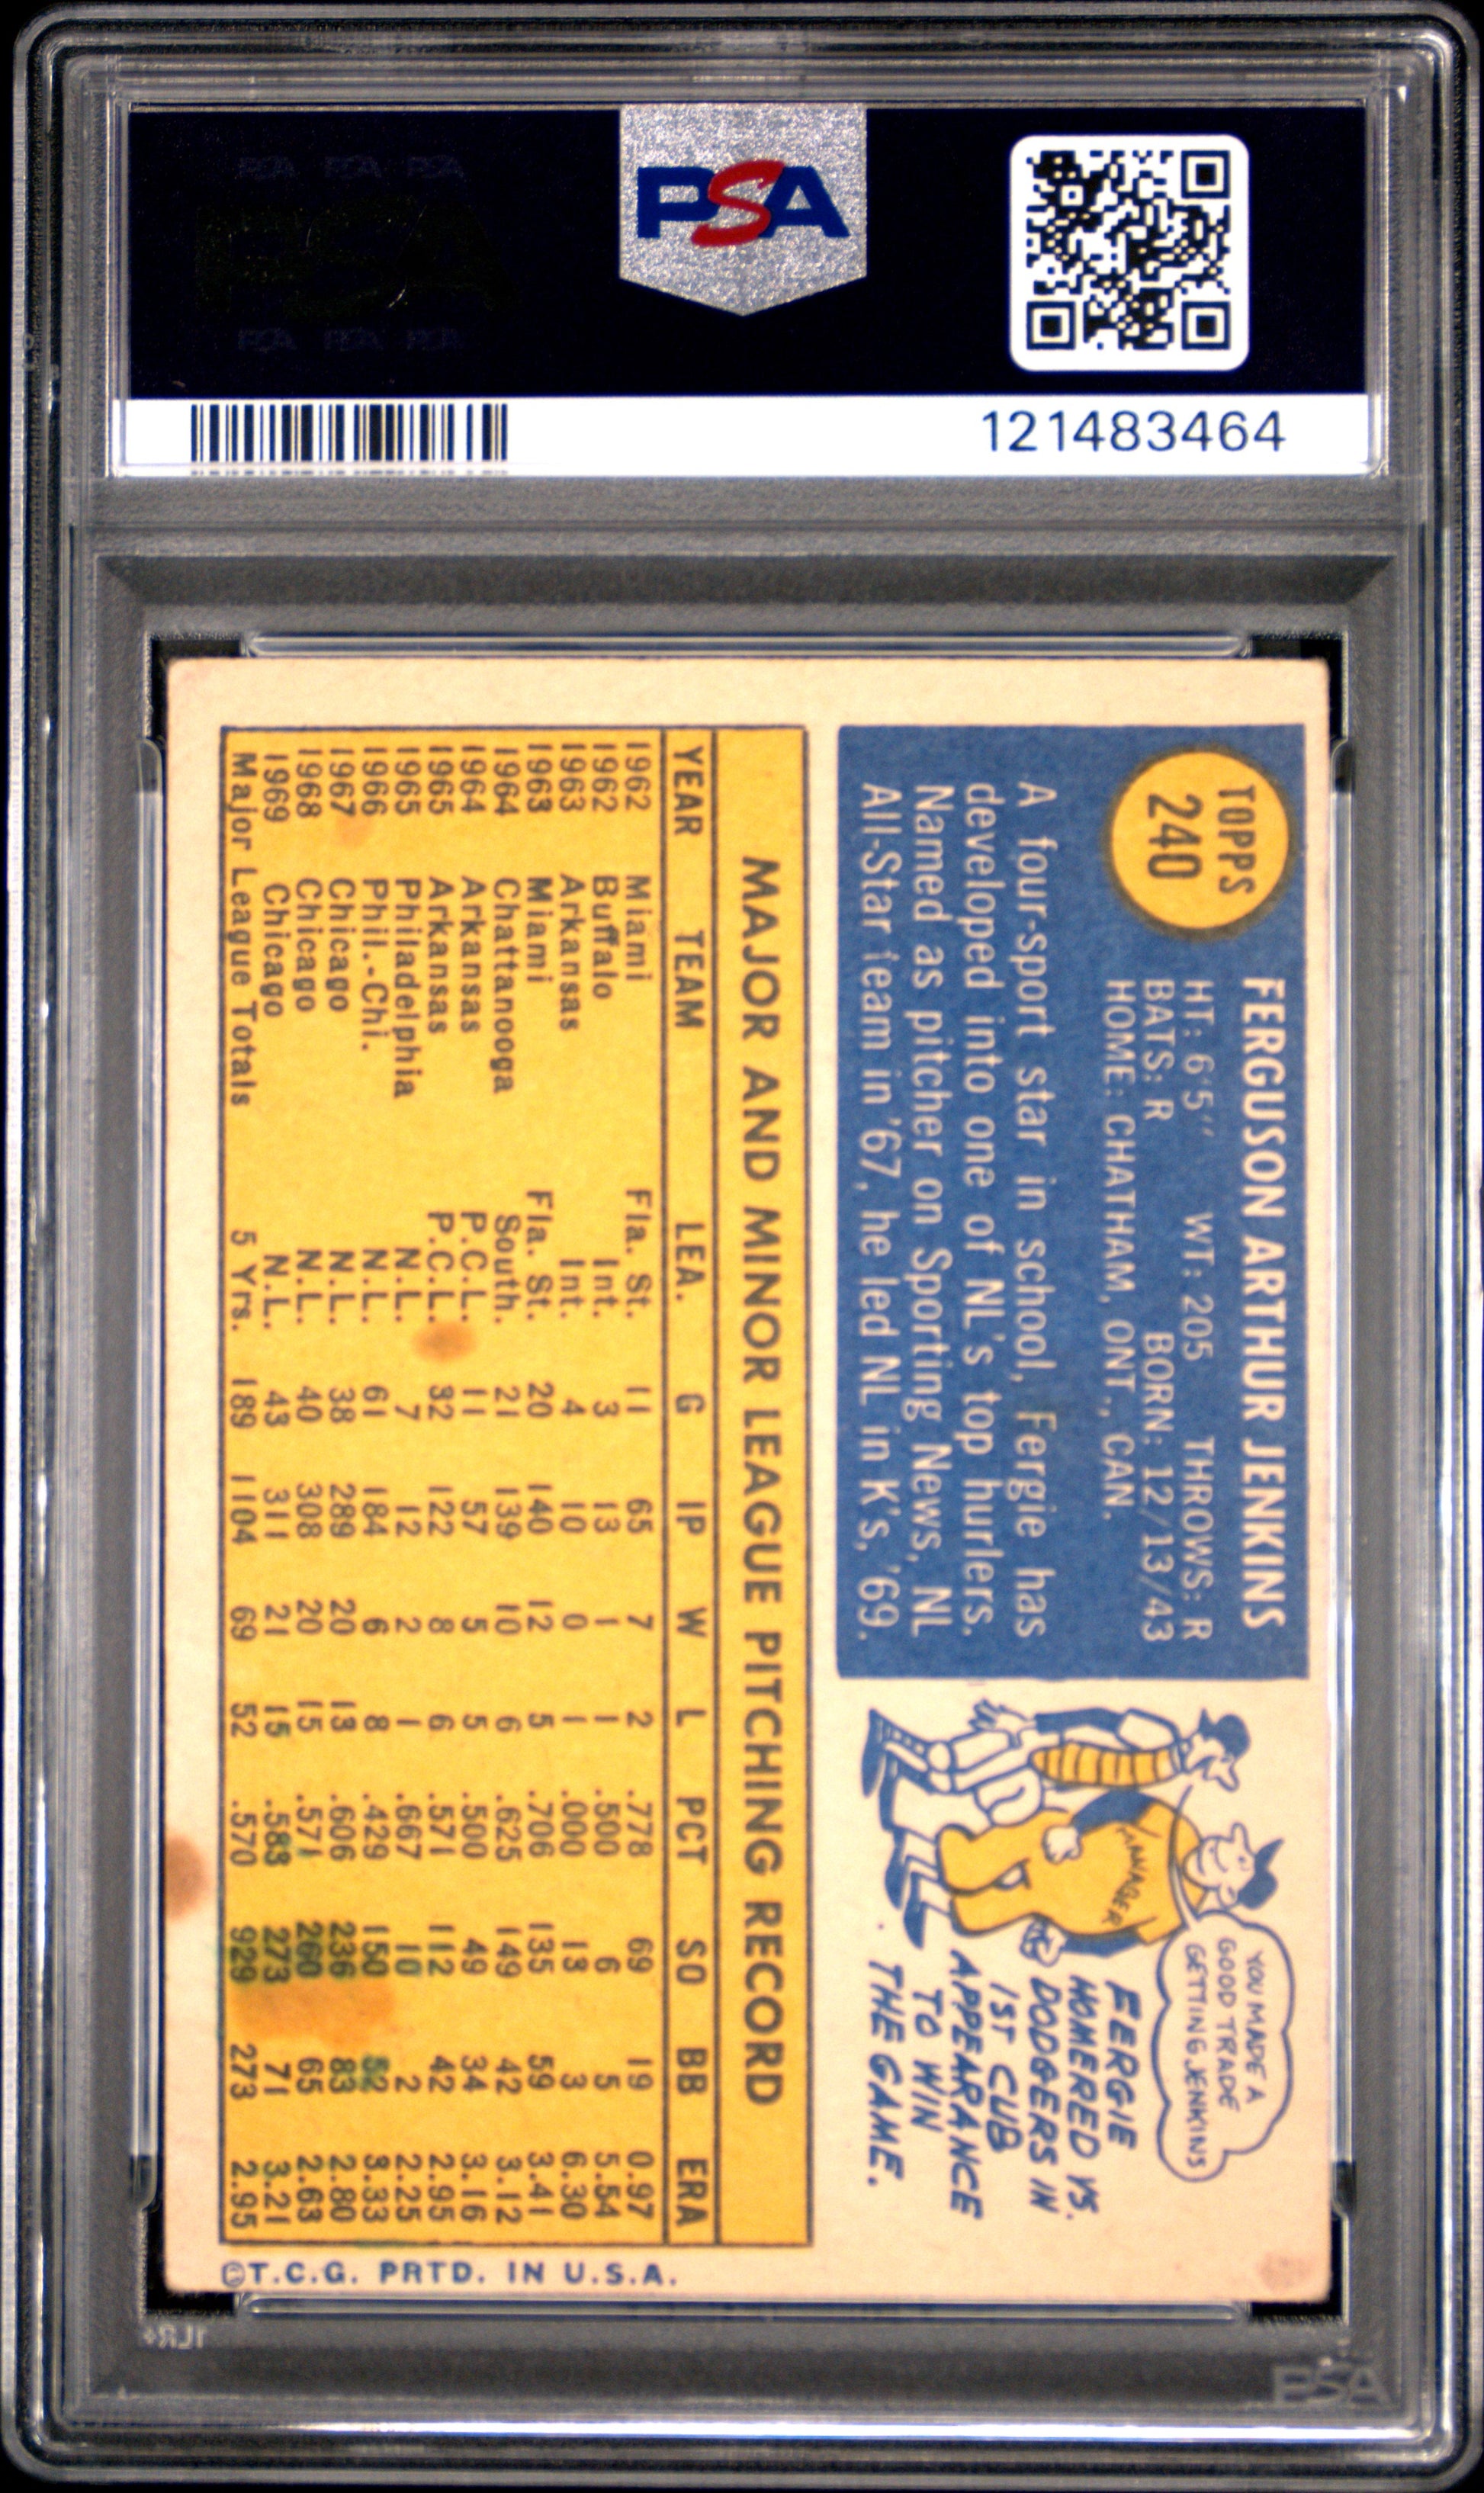 PSA PSA PSA
PSA
PSA PSA PSA
PSA
121483464
TOPPS
240
FERGUSON ARTHUR JENKINS
HT: 6'5" WT: 205 THROWS: R
BATS: R BORN: 12/13/43
HOME: CHATHAM, ONT., CAN.
A four-sport star in school, Fergie has
developed into one of NL's top hurlers.
Named as pitcher on Sporting News, NL
All-Star team in '67, he led NL in K's, '69.
YOU MADE A
GOOD TRADE
GETTING JENKINS
MANAGER
FERGIE
HOMERED VS.
DODGERS IN
1ST CUB
APPEARANCE
TO WIN
THE GAME.
MAJOR AND MINOR LEAGUE PITCHING RECORD
YEAR TEAM LEA. G IP W L PCT SO BB ERA
1962 Miami Fla. St. 11 65 7 2 .778 69 19 0.97
1962 Buffalo Int. 3 13 1 1 .500 6 5 5.54
1963 Arkansas Int. 4 10 0 1 .000 13 3 6.30
1963 Miami Fla. St. 20 140 12 5 .706 135 59 3.41
1964 Chattanooga South. 21 139 10 6 .625 149 42 3.12
1964 Arkansas P.C.L. 11 57 5 5 .500 49 34 3.16
1965 Arkansas P.C.L. 32 122 8 6 .571 112 42 2.95
1965 Philadelphia N.L. 7 12 2 1 .667 10 2 2.25
1966 Phil.-Chi. N.L. 61 184 6 8 .429 150 52 3.33
1967 Chicago N.L. 38 289 20 13 .606 236 83 2.80
1968 Chicago N.L. 40 308 20 15 .571 260 65 2.63
1969 Chicago N.L. 43 311 21 15 .583 273 71 3.21
Major League Totals 5 Yrs. 189 1104 69 52 .570 929 273 2.95
©T.C.G. PRTD. IN U.S.A.
PSA